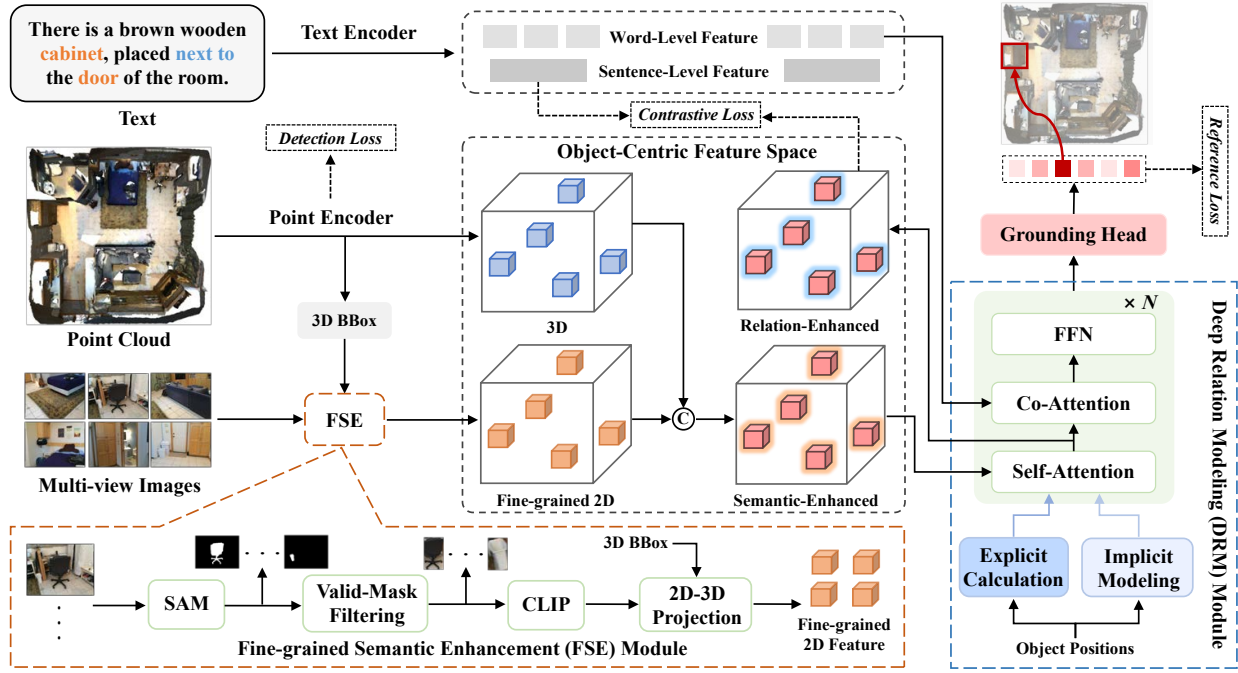 There is a brown wooden
cabinet, placed next to
the door of the room.
Text
Text Encoder
Word-Level Feature
Sentence-Level Feature
Detection Loss
Contrastive Loss
Object-Centric Feature Space
Point Encoder
Point Cloud
3D BBox
3D
Relation-Enhanced
Multi-view Images
FSE
C
Fine-grained 2D
Semantic-Enhanced
Reference Loss
Grounding Head
× N
FFN
Co-Attention
Self-Attention
Explicit
Calculation
Implicit
Modeling
Object Positions
Deep Relation Modeling (DRM) Module
SAM
Valid-Mask
Filtering
CLIP
3D BBox
2D-3D
Projection
Fine-grained
2D Feature
Fine-grained Semantic Enhancement (FSE) Module